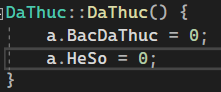 DaThuc::DaThuc() {
a.BacDaThuc = 0;
a.HeSo = 0;
}